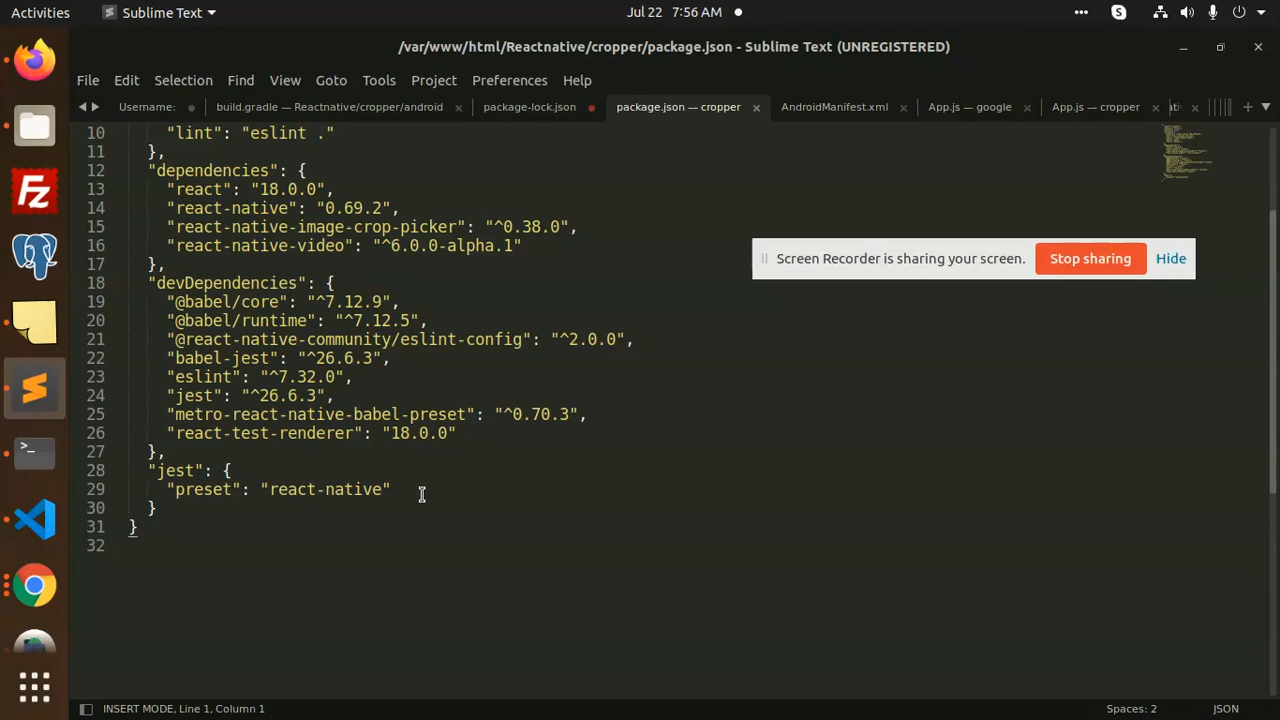 Activities
Sublime Text
Jul 22 7:56 AM
/var/www/html/Reactnative/cropper/package.json - Sublime Text (UNREGISTERED)
File Edit Selection Find View Goto Tools Project Preferences Help
Username: build.gradle — Reactnative/cropper/android package-lock.json package.json — cropper AndroidManifest.xml App.js — google App.js — cropper
10 "lint": "eslint ."
11 },
12 "dependencies": {
13 "react": "18.0.0",
14 "react-native": "0.69.2",
15 "react-native-image-crop-picker": "^0.38.0",
16 "react-native-video": "^6.0.0-alpha.1"
17 },
18 "devDependencies": {
19 "@babel/core": "^7.12.9",
20 "@babel/runtime": "^7.12.5",
21 "@react-native-community/eslint-config": "^2.0.0",
22 "babel-jest": "^26.6.3",
23 "eslint": "^7.32.0",
24 "jest": "^26.6.3",
25 "metro-react-native-babel-preset": "^0.70.3",
26 "react-test-renderer": "18.0.0"
27 },
28 "jest": {
29 "preset": "react-native"
30 }
31 }
32
Screen Recorder is sharing your screen. Stop sharing Hide
INSERT MODE, Line 1, Column 1
Spaces: 2
JSON